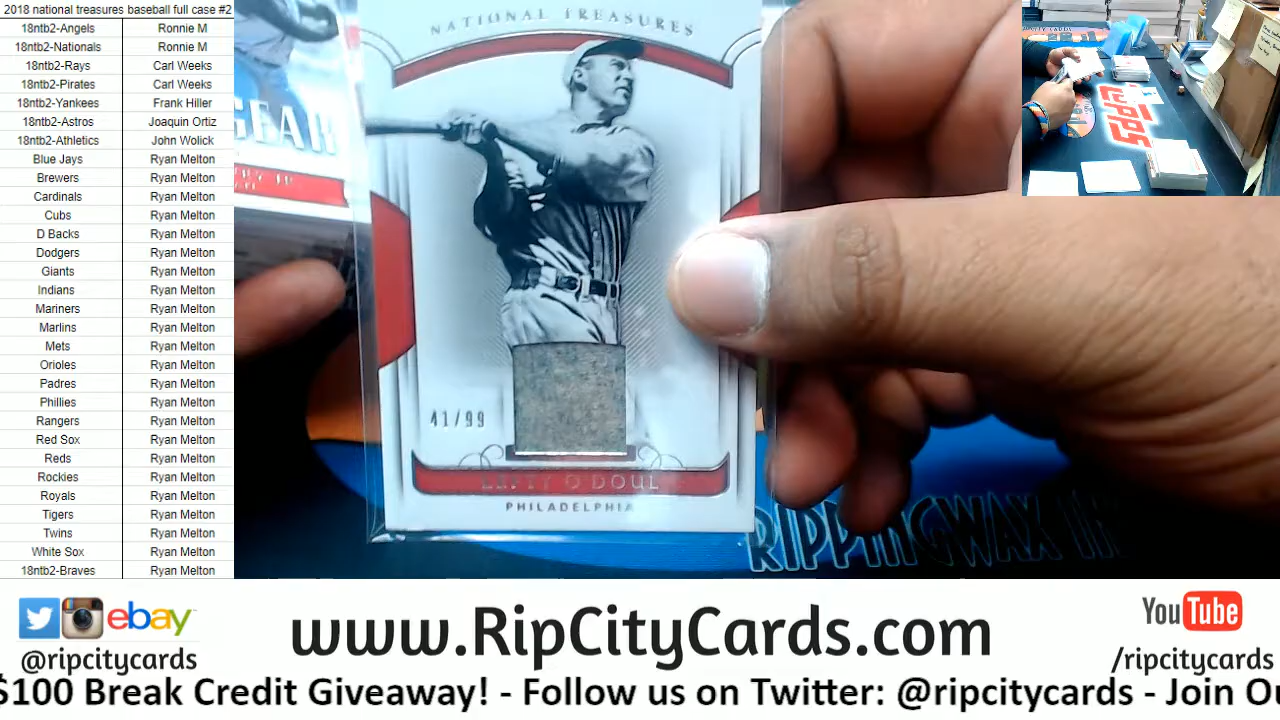 2018 national treasures baseball full case #2
18ntb2-Angels Ronnie M
18ntb2-Nationals Ronnie M
18ntb2-Rays Carl Weeks
18ntb2-Pirates Carl Weeks
18ntb2-Yankees Frank Hiller
18ntb2-Astros Joaquin Ortiz
18ntb2-Athletics John Wolick
Blue Jays Ryan Melton
Brewers Ryan Melton
Cardinals Ryan Melton
Cubs Ryan Melton
D Backs Ryan Melton
Dodgers Ryan Melton
Giants Ryan Melton
Indians Ryan Melton
Mariners Ryan Melton
Marlins Ryan Melton
Mets Ryan Melton
Orioles Ryan Melton
Padres Ryan Melton
Phillies Ryan Melton
Rangers Ryan Melton
Red Sox Ryan Melton
Reds Ryan Melton
Rockies Ryan Melton
Royals Ryan Melton
Tigers Ryan Melton
Twins Ryan Melton
White Sox Ryan Melton
18ntb2-Braves Ryan Melton
NATIONAL TREASURES
GEAR
41/99
LEFTY O'DOUL
PHILADELPHIA
RIPPINGWAX
topps
ebay
@ripcitycards
www.RipCityCards.com
YouTube
/ripcitycards
$100 Break Credit Giveaway! - Follow us on Twitter: @ripcitycards - Join